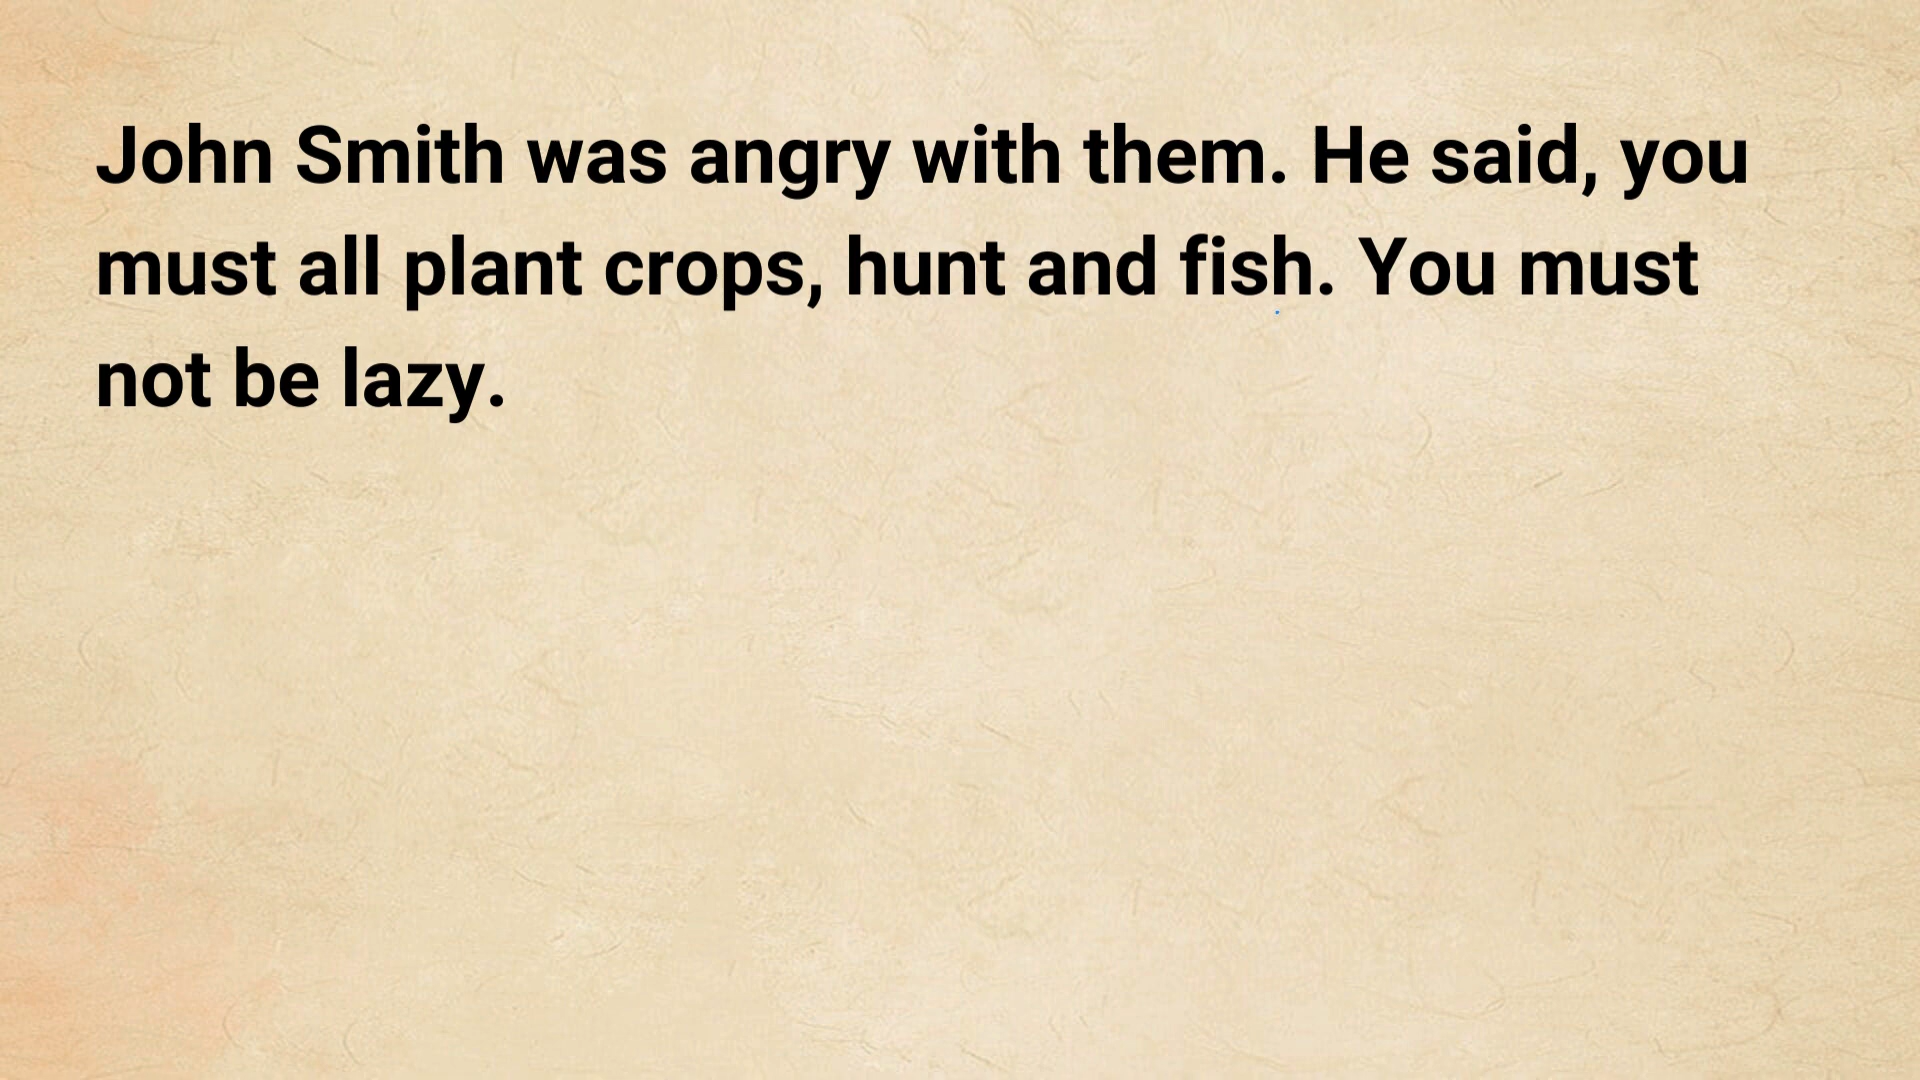 John Smith was angry with them. He said, you
must all plant crops, hunt and fish. You must
not be lazy.